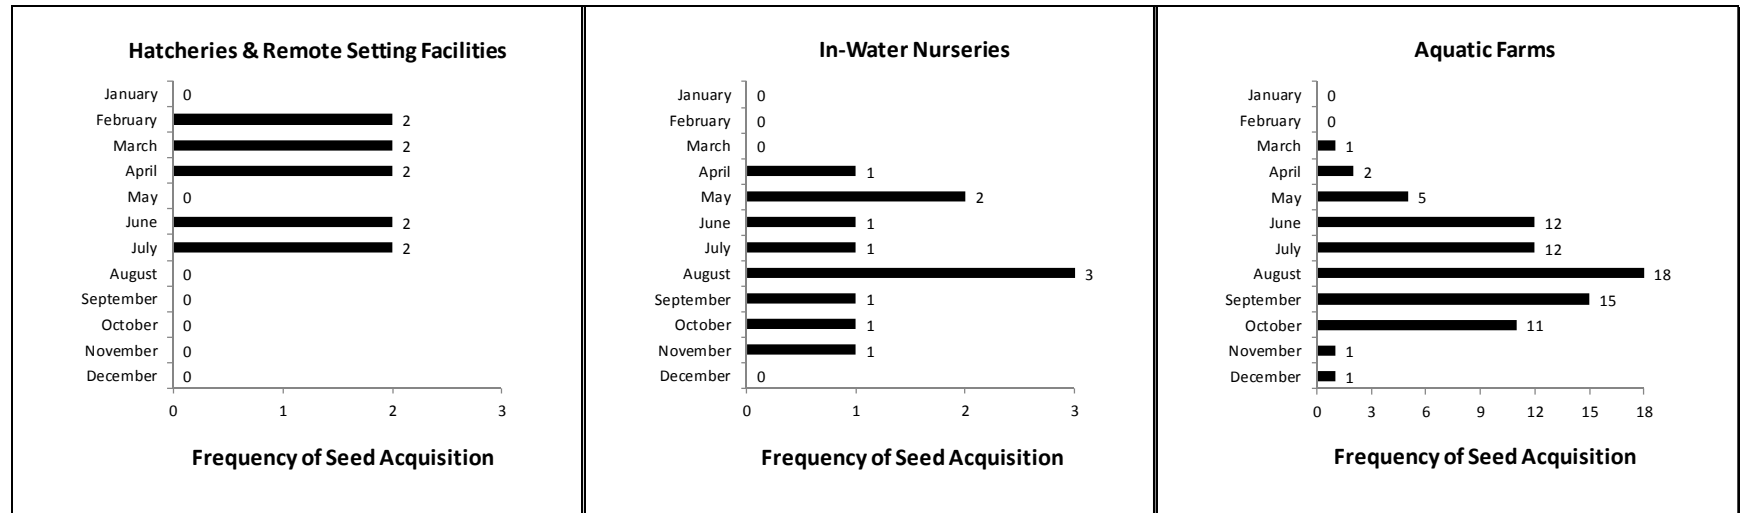 Hatcheries & Remote Setting Facilities
January 0
February 2
March 2
April 2
May 0
June 2
July 2
August 0
September 0
October 0
November 0
December 0
0 1 2 3
Frequency of Seed Acquisition
In-Water Nurseries
January 0
February 0
March 0
April 1
May 2
June 1
July 1
August 3
September 1
October 1
November 1
December 0
0 1 2 3
Frequency of Seed Acquisition
Aquatic Farms
January 0
February 0
March 1
April 2
May 5
June 12
July 12
August 18
September 15
October 11
November 1
December 1
0 3 6 9 12 15 18
Frequency of Seed Acquisition